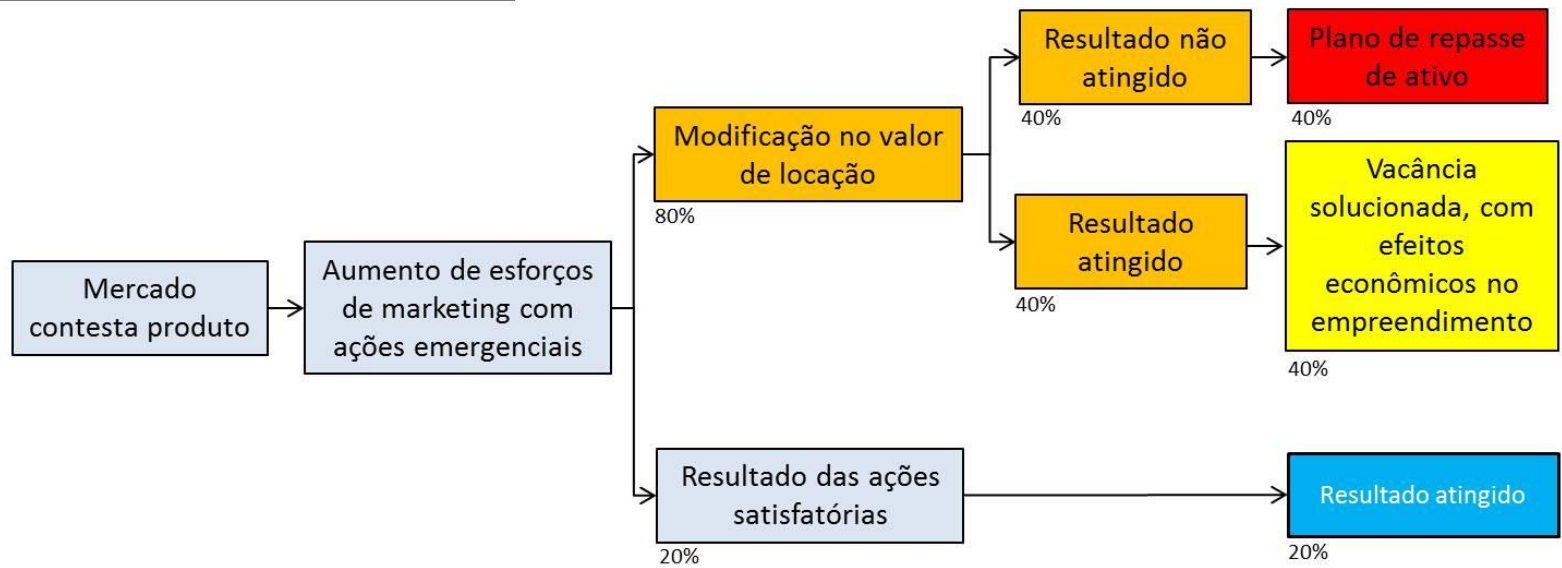 Mercado
contesta produto
Aumento de esforços
de marketing com
ações emergenciais
Modificação no valor
de locação
80%
Resultado não
atingido
40%
Plano de repasse
de ativo
40%
Resultado
atingido
40%
Vacância
solucionada, com
efeitos
econômicos no
empreendimento
40%
Resultado das ações
satisfatórias
20%
Resultado atingido
20%